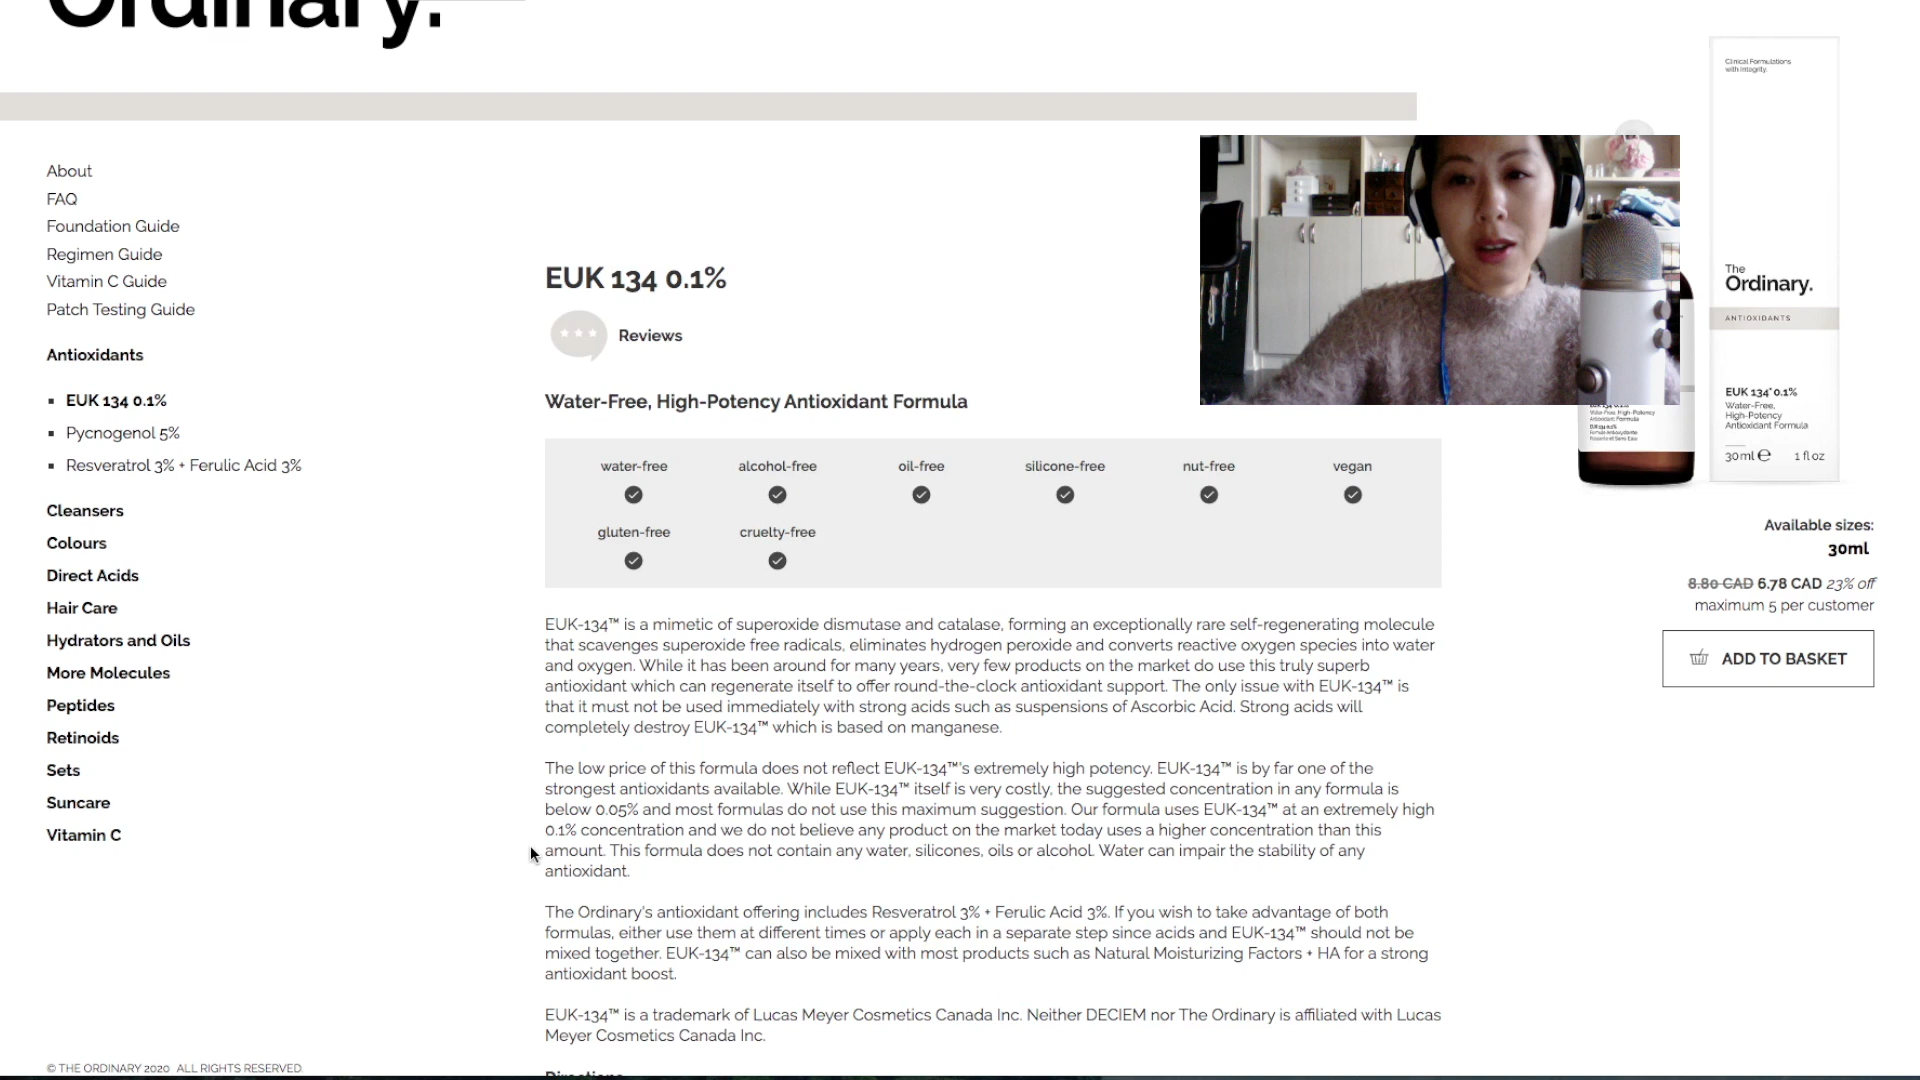 Ordinary.
About
FAQ
Foundation Guide
Regimen Guide
Vitamin C Guide
Patch Testing Guide
Antioxidants
EUK 134 0.1%
Pycnogenol 5%
Resveratrol 3% + Ferulic Acid 3%
Cleansers
Colours
Direct Acids
Hair Care
Hydrators and Oils
More Molecules
Peptides
Retinoids
Sets
Suncare
Vitamin C
© THE ORDINARY 2020 ALL RIGHTS RESERVED.
EUK 134 0.1%
Reviews
Water-Free, High-Potency Antioxidant Formula
water-free alcohol-free oil-free silicone-free nut-free vegan
gluten-free cruelty-free
EUK-134™ is a mimetic of superoxide dismutase and catalase, forming an exceptionally rare self-regenerating molecule
that scavenges superoxide free radicals, eliminates hydrogen peroxide and converts reactive oxygen species into water
and oxygen. While it has been around for many years, very few products on the market do use this truly superb
antioxidant which can regenerate itself to offer round-the-clock antioxidant support. The only issue with EUK-134™ is
that it must not be used immediately with strong acids such as suspensions of Ascorbic Acid. Strong acids will
completely destroy EUK-134™ which is based on manganese.
The low price of this formula does not reflect EUK-134™'s extremely high potency. EUK-134™ is by far one of the
strongest antioxidants available. While EUK-134™ itself is very costly, the suggested concentration in any formula is
below 0.05% and most formulas do not use this maximum suggestion. Our formula uses EUK-134™ at an extremely high
0.1% concentration and we do not believe any product on the market today uses a higher concentration than this
amount. This formula does not contain any water, silicones, oils or alcohol. Water can impair the stability of any
antioxidant.
The Ordinary's antioxidant offering includes Resveratrol 3% + Ferulic Acid 3%. If you wish to take advantage of both
formulas, either use them at different times or apply each in a separate step since acids and EUK-134™ should not be
mixed together. EUK-134™ can also be mixed with most products such as Natural Moisturizing Factors + HA for a strong
antioxidant boost.
EUK-134™ is a trademark of Lucas Meyer Cosmetics Canada Inc. Neither DECIEM nor The Ordinary is affiliated with Lucas
Meyer Cosmetics Canada Inc.
Directions
Clinical Formulations
with Integrity.
The
Ordinary.
ANTIOXIDANTS
EUK 134 0.1%
Water-Free,
High-Potency
Antioxidant Formula
30ml ℮ 1 fl oz
Water-Free, High-Potency
Antioxidant Formula
Available sizes:
30ml
8.80 CAD 6.78 CAD 23% off
maximum 5 per customer
ADD TO BASKET